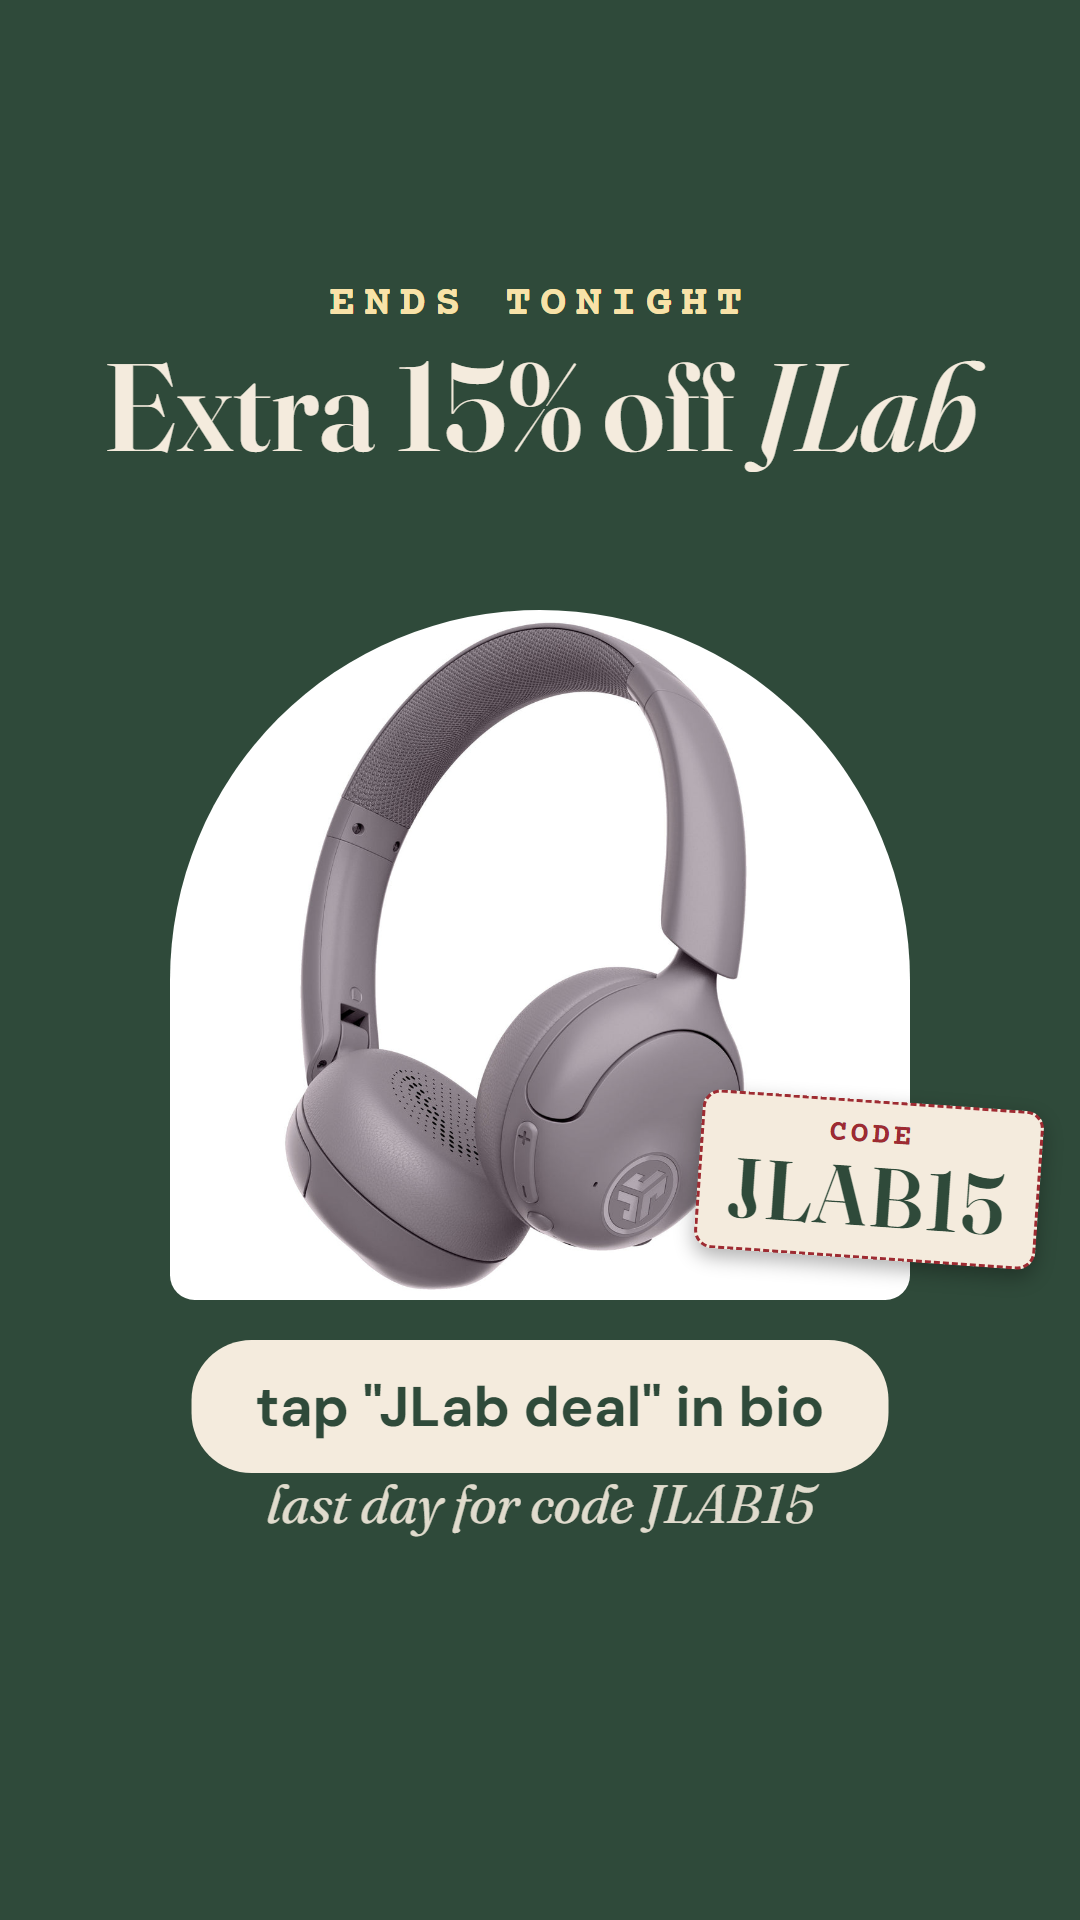 ENDS TONIGHT
Extra 15% off JLab
CODE
JLAB15
tap "JLab deal" in bio
last day for code JLAB15